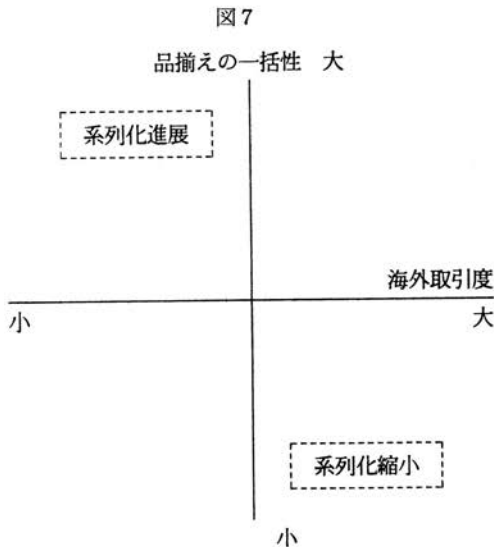 図7
品揃えの一括性 大
系列化進展
海外取引度
小
大
系列化縮小
小